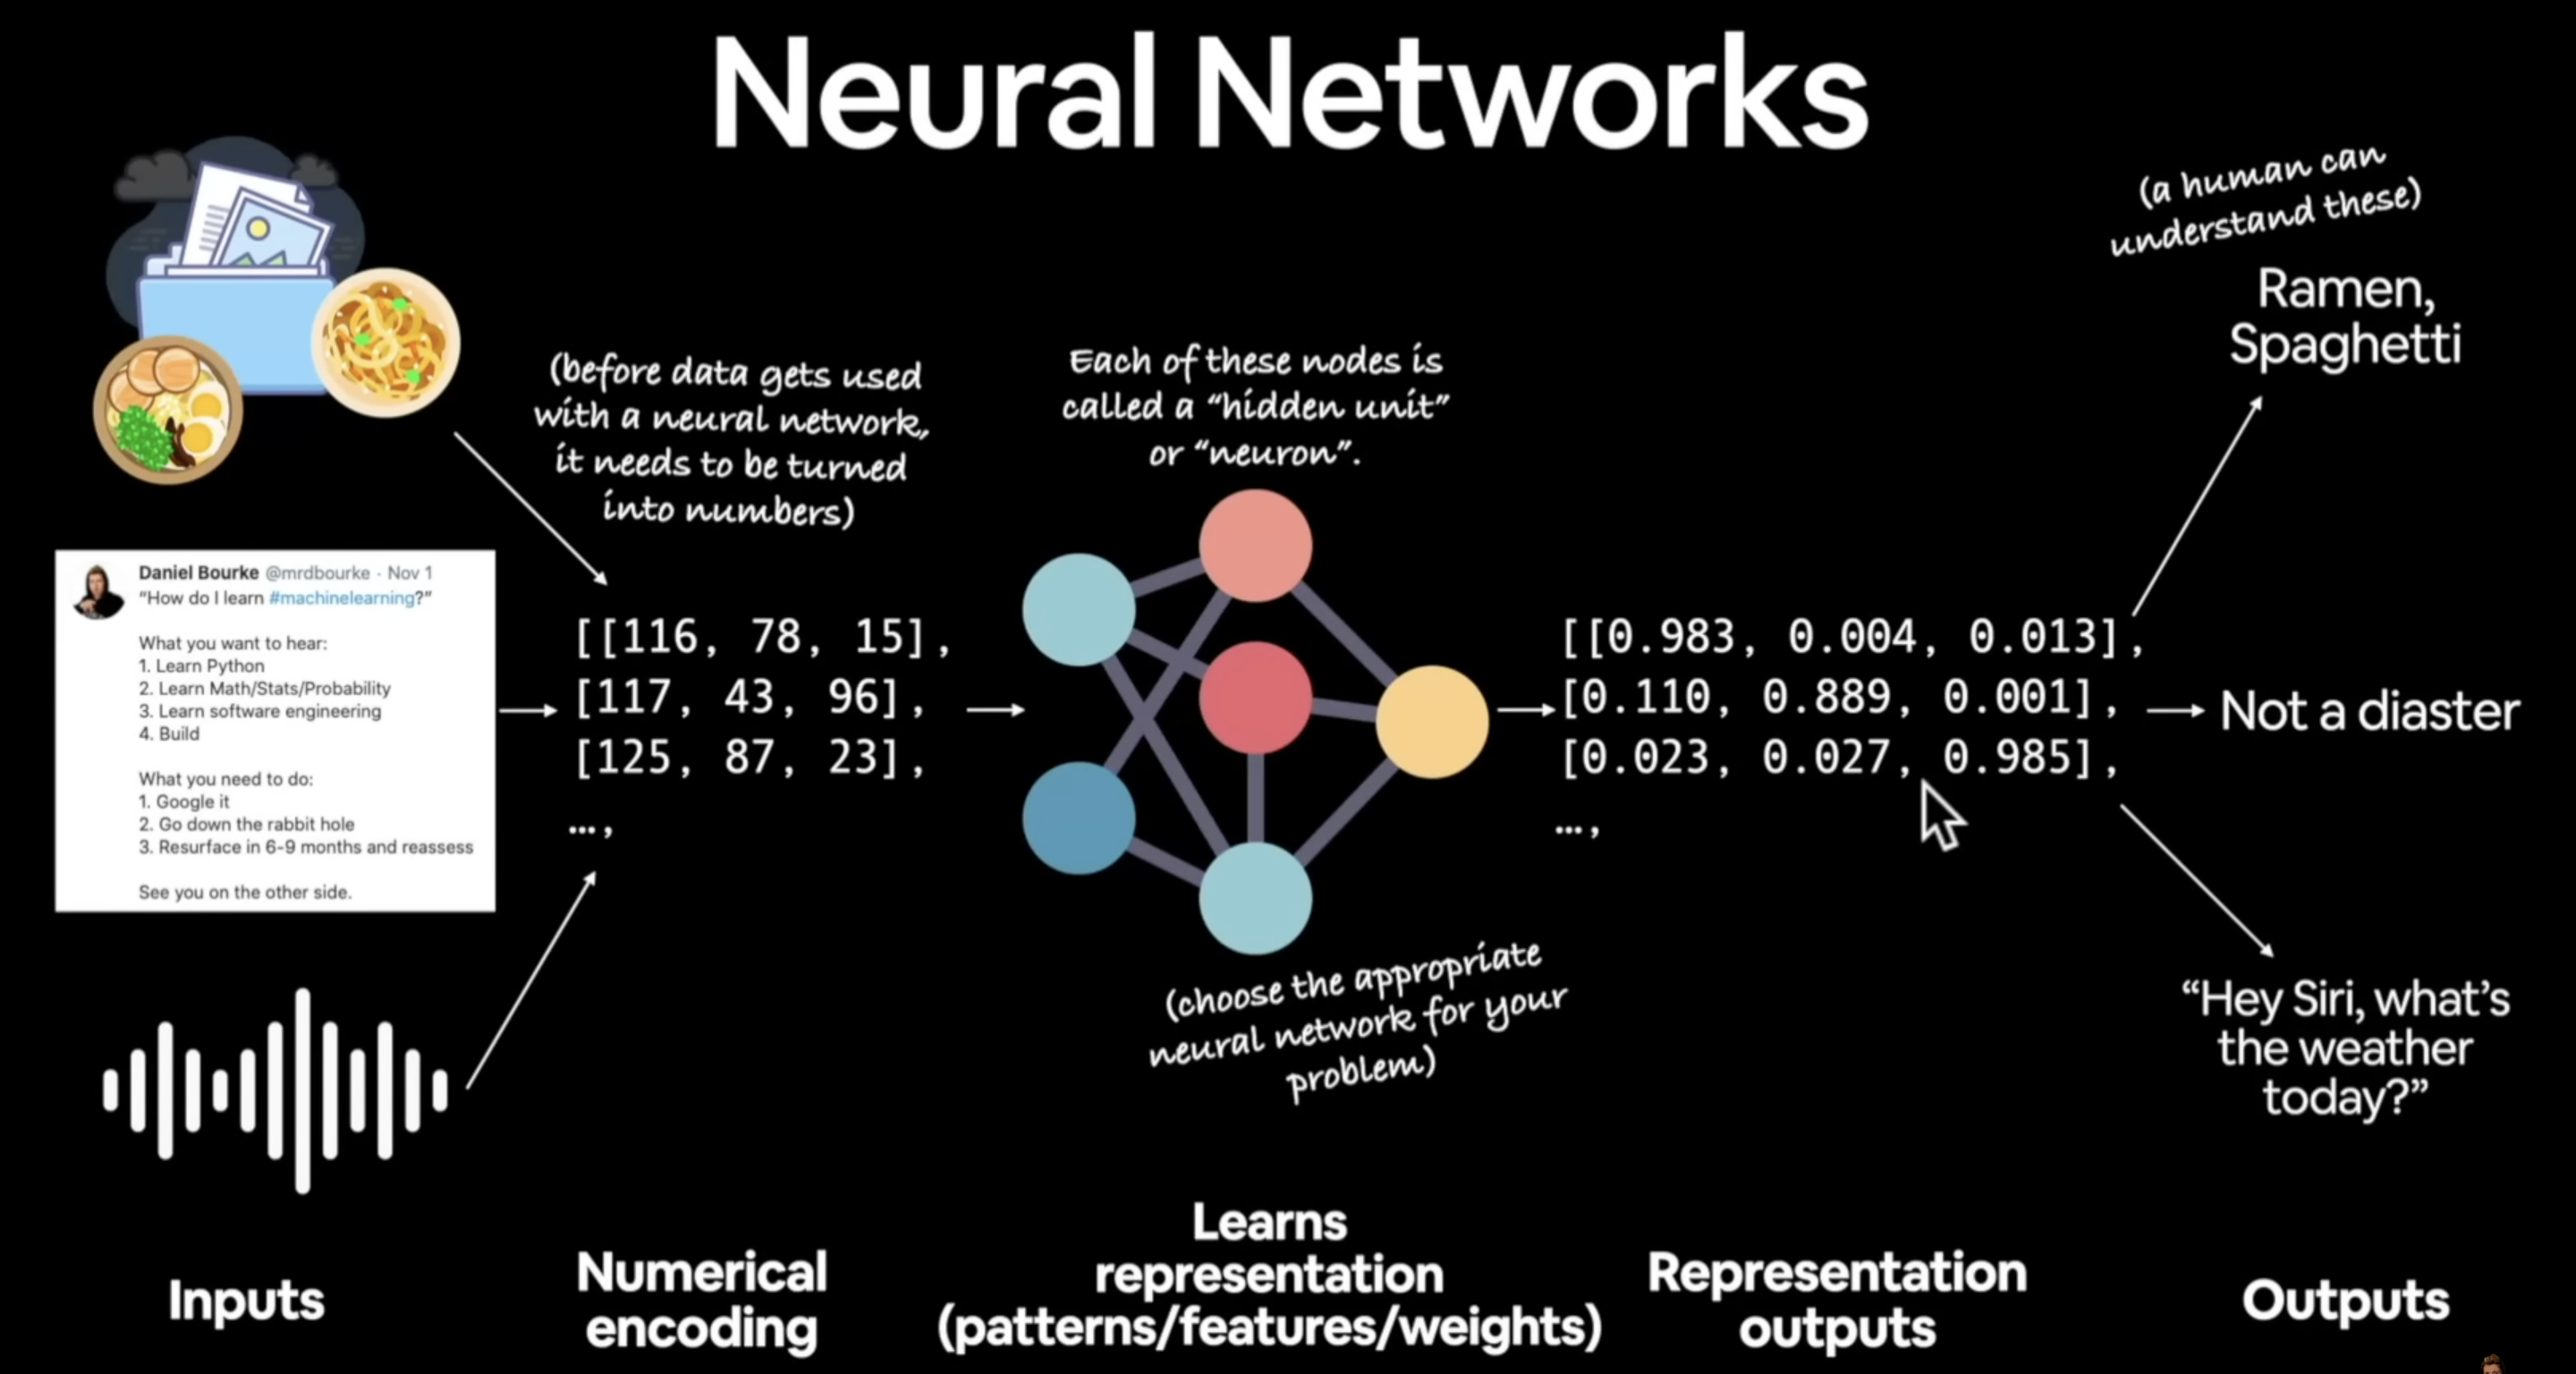 Neural Networks
(a human can
understand these)
Ramen,
Spaghetti
(before data gets used
with a neural network,
it needs to be turned
into numbers)
Each of these nodes is
called a “hidden unit”
or “neuron”.
Daniel Bourke @mrdbourke · Nov 1
“How do I learn #machinelearning?”
What you want to hear:
1. Learn Python
2. Learn Math/Stats/Probability
3. Learn software engineering
4. Build
What you need to do:
1. Google it
2. Go down the rabbit hole
3. Resurface in 6-9 months and reassess
See you on the other side.
[[116, 78, 15],
[117, 43, 96],
[125, 87, 23],
…,
[[0.983, 0.004, 0.013],
[0.110, 0.889, 0.001],
[0.023, 0.027, 0.985],
…,
Not a diaster
(choose the appropriate
neural network for your
problem)
“Hey Siri, what’s
the weather
today?”
Inputs
Numerical
encoding
Learns
representation
(patterns/features/weights)
Representation
outputs
Outputs